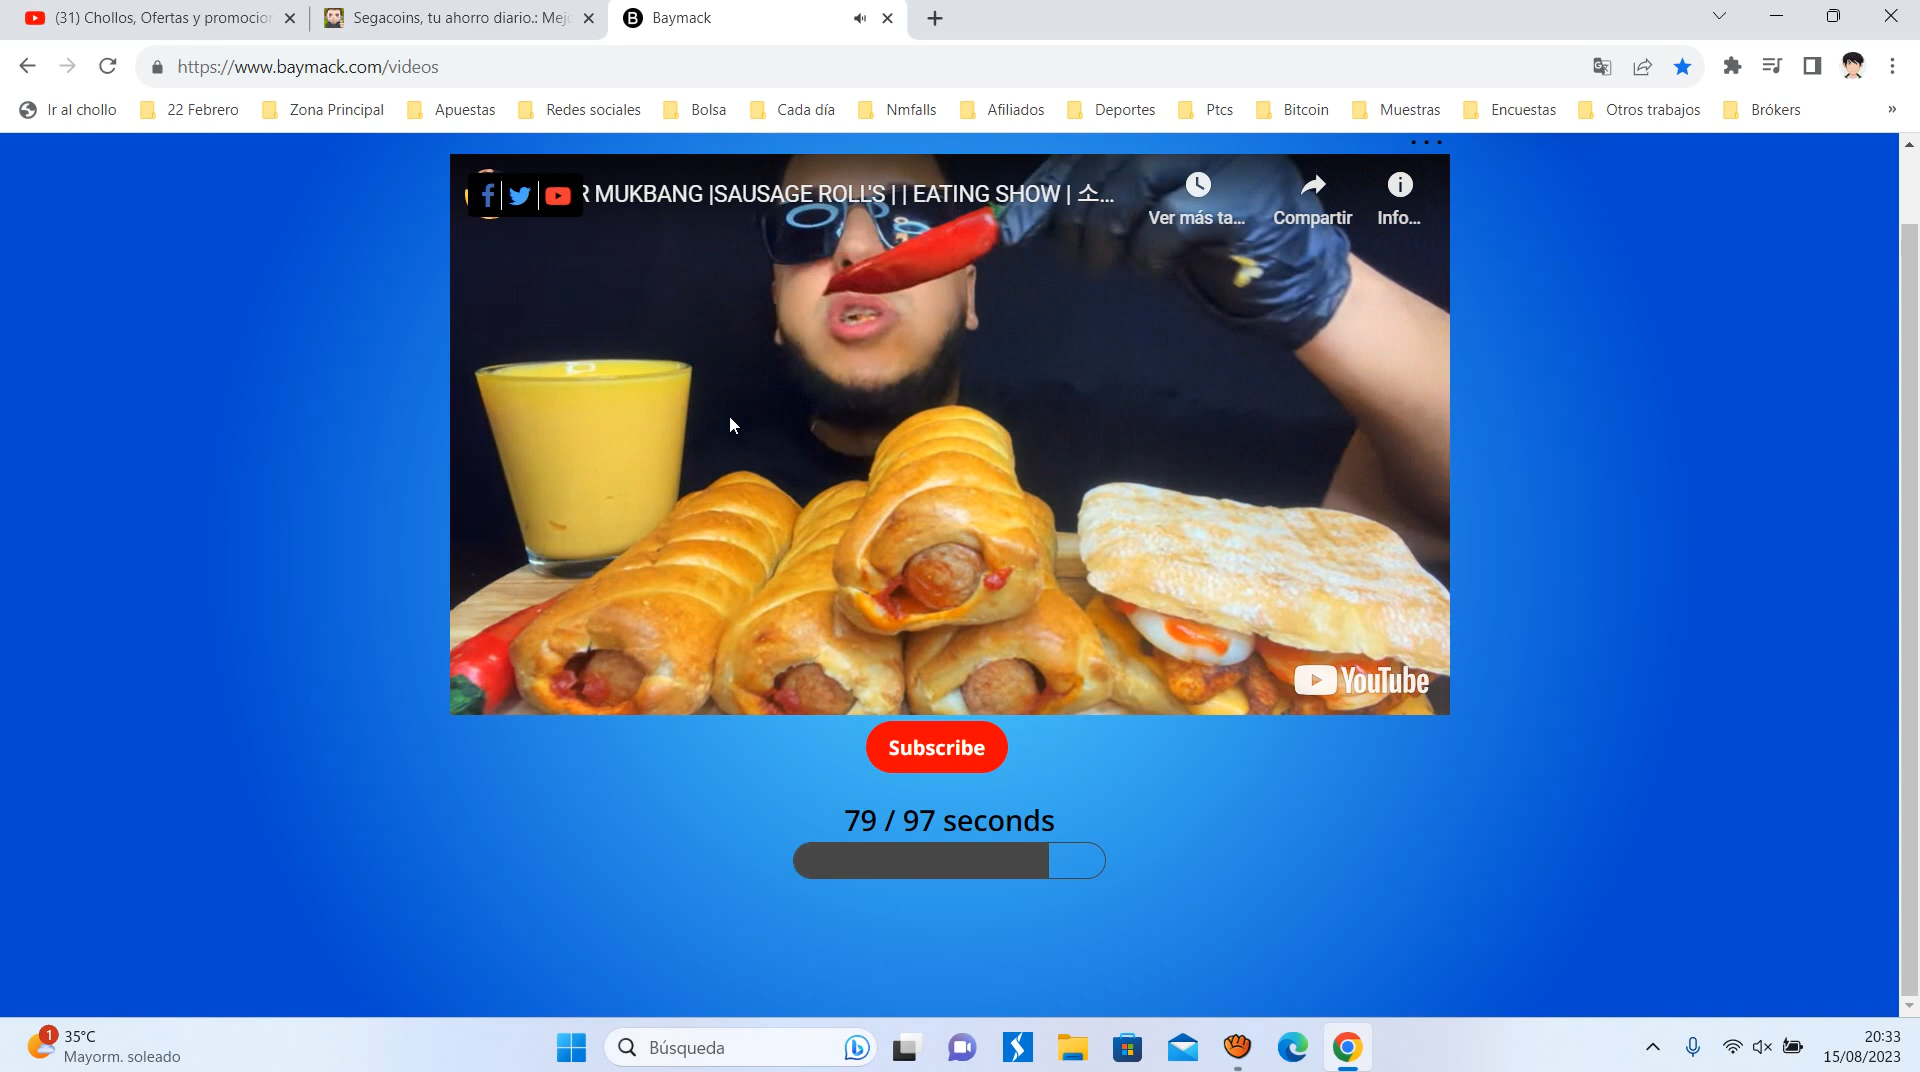 (31) Chollos, Ofertas y promocion
Segacoins, tu ahorro diario.: Mejo
Baymack
https://www.baymack.com/videos
Ir al chollo
22 Febrero
Zona Principal
Apuestas
Redes sociales
Bolsa
Cada día
Nmfalls
Afiliados
Deportes
Ptcs
Bitcoin
Muestras
Encuestas
Otros trabajos
Brókers
»
R MUKBANG |SAUSAGE ROLL'S | | EATING SHOW | 소...
Ver más ta...
Compartir
Info...
YouTube
Subscribe
79 / 97 seconds
1
35°C
Mayorm. soleado
Búsqueda
20:33
15/08/2023